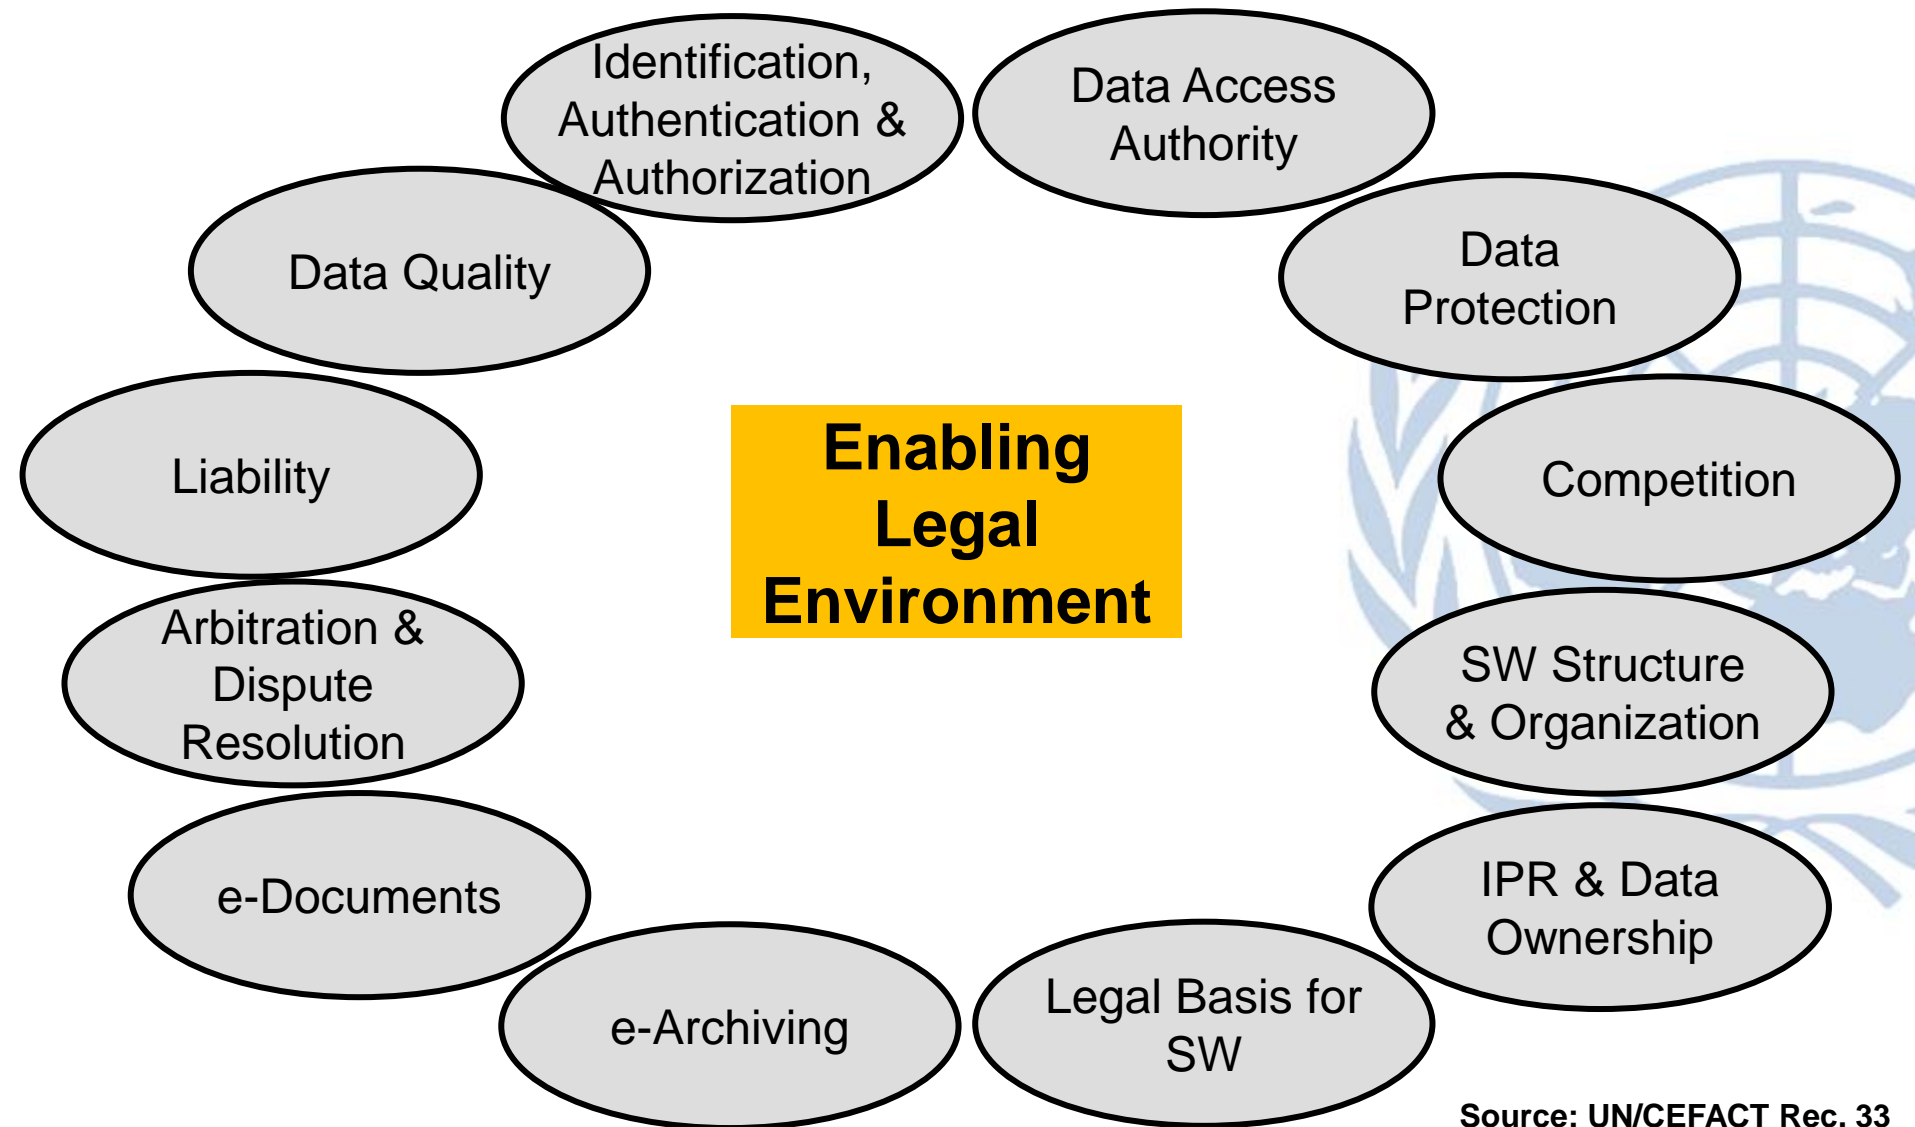 Identification,
Authentication &
Authorization
Data Access
Authority
Data Quality
Data
Protection
Liability
Enabling
Legal
Environment
Competition
Arbitration &
Dispute
Resolution
SW Structure
& Organization
e-Documents
IPR & Data
Ownership
e-Archiving
Legal Basis for
SW
Source: UN/CEFACT Rec. 33